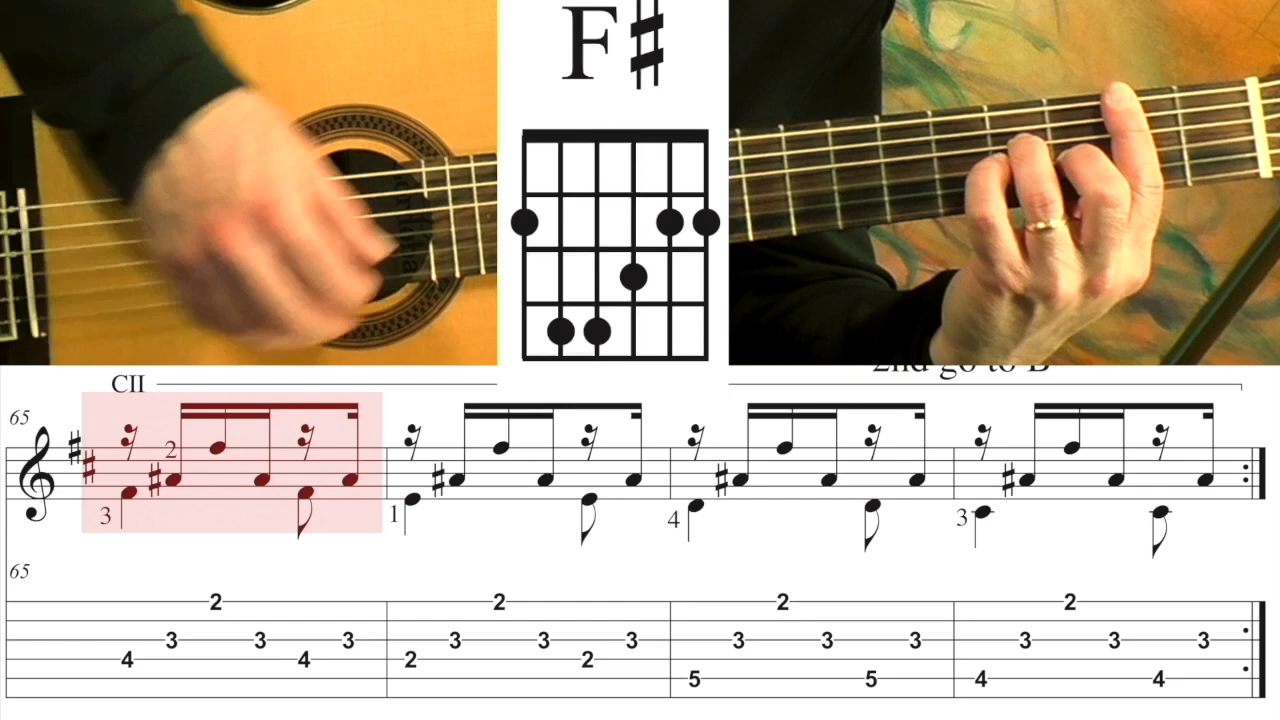 F♯
2nd go to B
CII
65
2
3
1
4
3
65
2 2 2 2
3 3 3 3 3 3 3 3 3 3 3 3
4 4 2 2
5 5 4 4